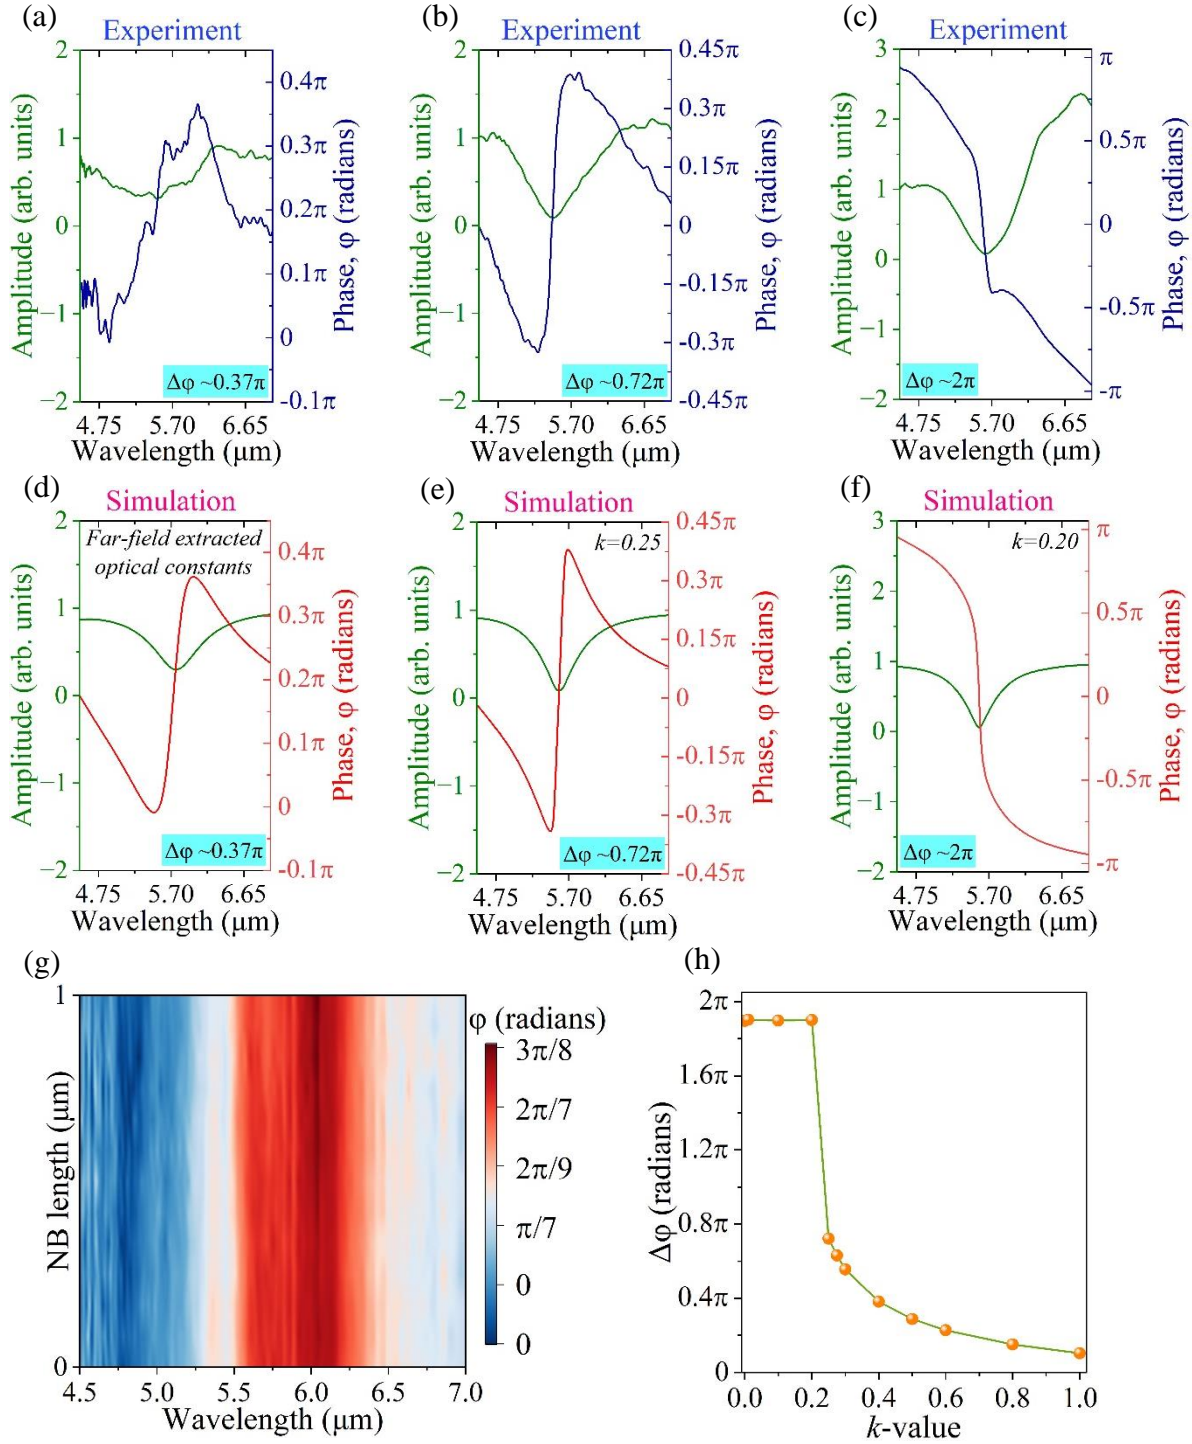 (a)
Experiment
2
1
0
−1
−2
Amplitude (arb. units)
0.4π
0.3π
0.2π
0.1π
0
-0.1π
Phase, φ (radians)
Δφ ~0.37π
4.75 5.70 6.65
Wavelength (μm)
(b)
Experiment
2
1
0
−1
−2
Amplitude (arb. units)
0.45π
0.3π
0.15π
0
-0.15π
-0.3π
-0.45π
Phase, φ (radians)
Δφ ~0.72π
4.75 5.70 6.65
Wavelength (μm)
(c)
Experiment
3
2
1
0
−1
−2
Amplitude (arb. units)
π
0.5π
0
-0.5π
-π
Phase, φ (radians)
Δφ ~2π
4.75 5.70 6.65
Wavelength (μm)
(d)
Simulation
Far-field extracted
optical constants
2
1
0
−1
−2
Amplitude (arb. units)
0.4π
0.3π
0.2π
0.1π
0
-0.1π
Phase, φ (radians)
Δφ ~0.37π
4.75 5.70 6.65
Wavelength (μm)
(e)
Simulation
k=0.25
2
1
0
−1
−2
Amplitude (arb. units)
0.45π
0.3π
0.15π
0
-0.15π
-0.3π
-0.45π
Phase, φ (radians)
Δφ ~0.72π
4.75 5.70 6.65
Wavelength (μm)
(f)
Simulation
k=0.20
3
2
1
0
−1
−2
Amplitude (arb. units)
π
0.5π
0
-0.5π
-π
Phase, φ (radians)
Δφ ~2π
4.75 5.70 6.65
Wavelength (μm)
(g)
1
0
NB length (μm)
4.5 5.0 5.5 6.0 6.5 7.0
Wavelength (μm)
φ (radians)
3π/8
2π/7
2π/9
π/7
0
0
(h)
2π
1.6π
1.2π
0.8π
0.4π
0
Δφ (radians)
0.0 0.2 0.4 0.6 0.8 1.0
k-value